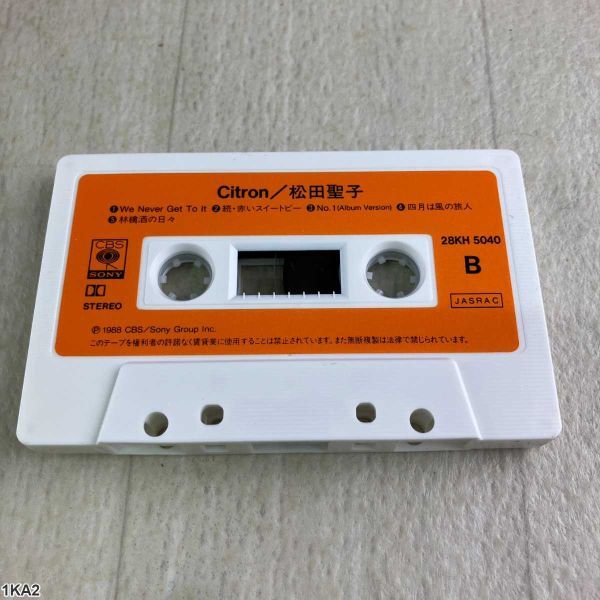 Citron／松田聖子
❶We Never Get To It ❷続・赤いスイートピー ❸No.1(Album Version) ❹四月は風の旅人
❺林檎酒の日々
CBS
SONY
28KH 5040
B
STEREO
JASRAC
Ⓟ1988 CBS/Sony Group Inc.
このテープを権利者の許諾なく賃貸業に使用することは禁止されています。また無断複製は法律で禁じられています。
1KA2